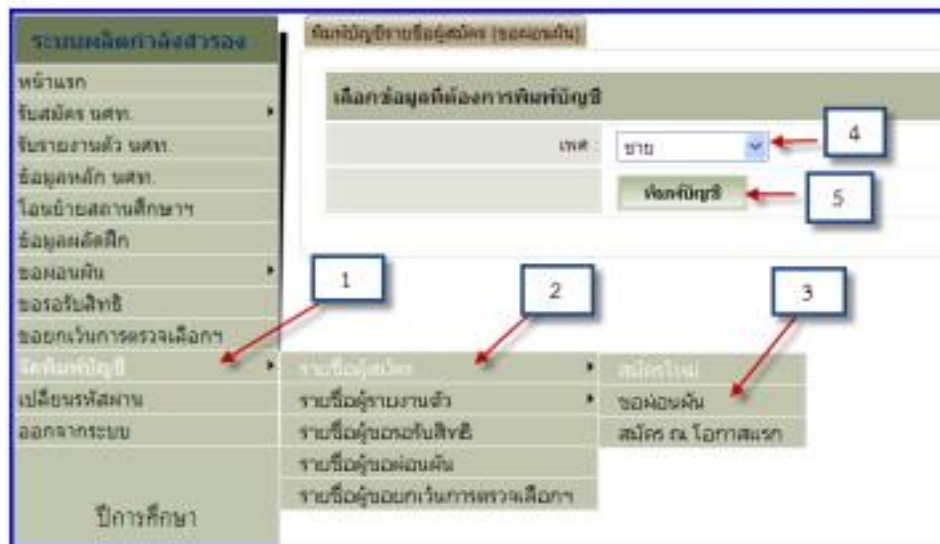 ระบบผลิตกำลังสำรอง
หน้าแรก
รับสมัคร นศท.
รับรายงานตัว นศท.
ข้อมูลหลัก นศท.
โอนย้ายสถานศึกษาฯ
ข้อมูลผลัดฝึก
ขอผ่อนผัน
ขอรอรับสิทธิ
ขอยกเว้นการตรวจเลือกฯ
จัดพิมพ์บัญชี
เปลี่ยนรหัสผ่าน
ออกจากระบบ
ปีการศึกษา
พิมพ์บัญชีรายชื่อผู้สมัคร (ขอผ่อนผัน)
เลือกข้อมูลที่ต้องการพิมพ์บัญชี
เพศ : ชาย
4
พิมพ์บัญชี
5
1
2
3
รายชื่อผู้สมัคร
รายชื่อผู้รายงานตัว
รายชื่อผู้ขอรอรับสิทธิ
รายชื่อผู้ขอผ่อนผัน
รายชื่อผู้ขอยกเว้นการตรวจเลือกฯ
สมัครใหม่
ขอผ่อนผัน
สมัคร ณ โอกาสแรก